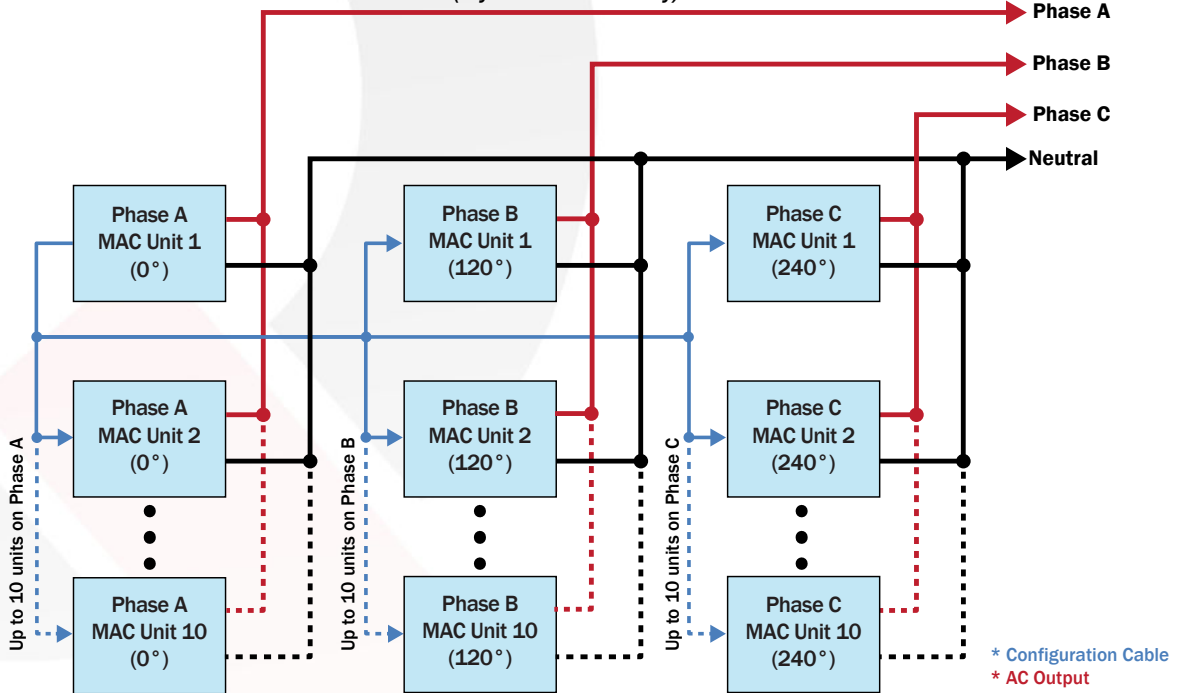 Phase A
Phase B
Phase C
Neutral
Phase A
MAC Unit 1
(0°)
Phase B
MAC Unit 1
(120°)
Phase C
MAC Unit 1
(240°)
Phase A
MAC Unit 2
(0°)
Phase B
MAC Unit 2
(120°)
Phase C
MAC Unit 2
(240°)
Up to 10 units on Phase A
Up to 10 units on Phase B
Up to 10 units on Phase C
Phase A
MAC Unit 10
(0°)
Phase B
MAC Unit 10
(120°)
Phase C
MAC Unit 10
(240°)
* Configuration Cable
* AC Output